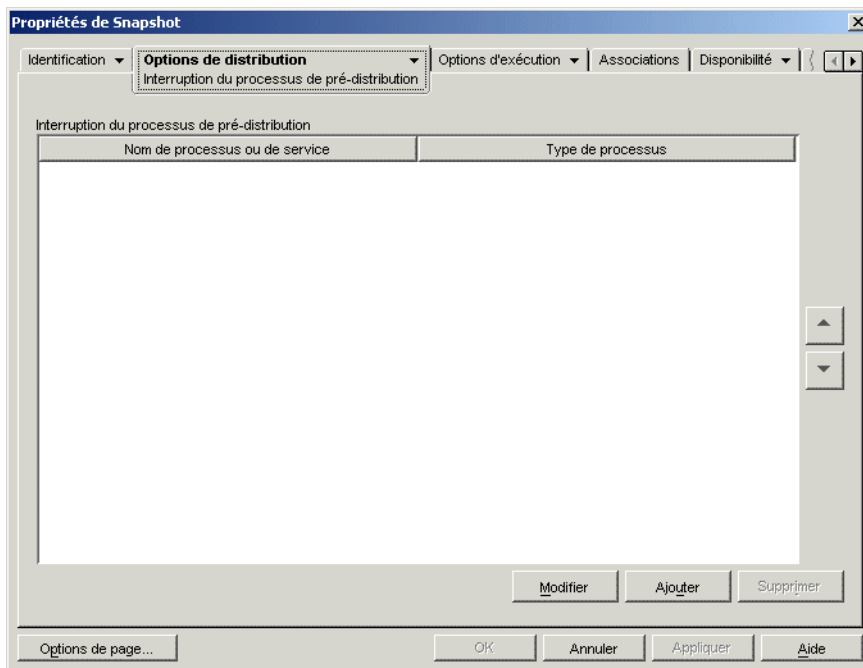 Propriétés de Snapshot
Identification Options de distribution Options d'exécution Associations Disponibilité
Interruption du processus de pré-distribution
Interruption du processus de pré-distribution
Nom de processus ou de service Type de processus
Modifier Ajouter Supprimer
Options de page... OK Annuler Appliquer Aide